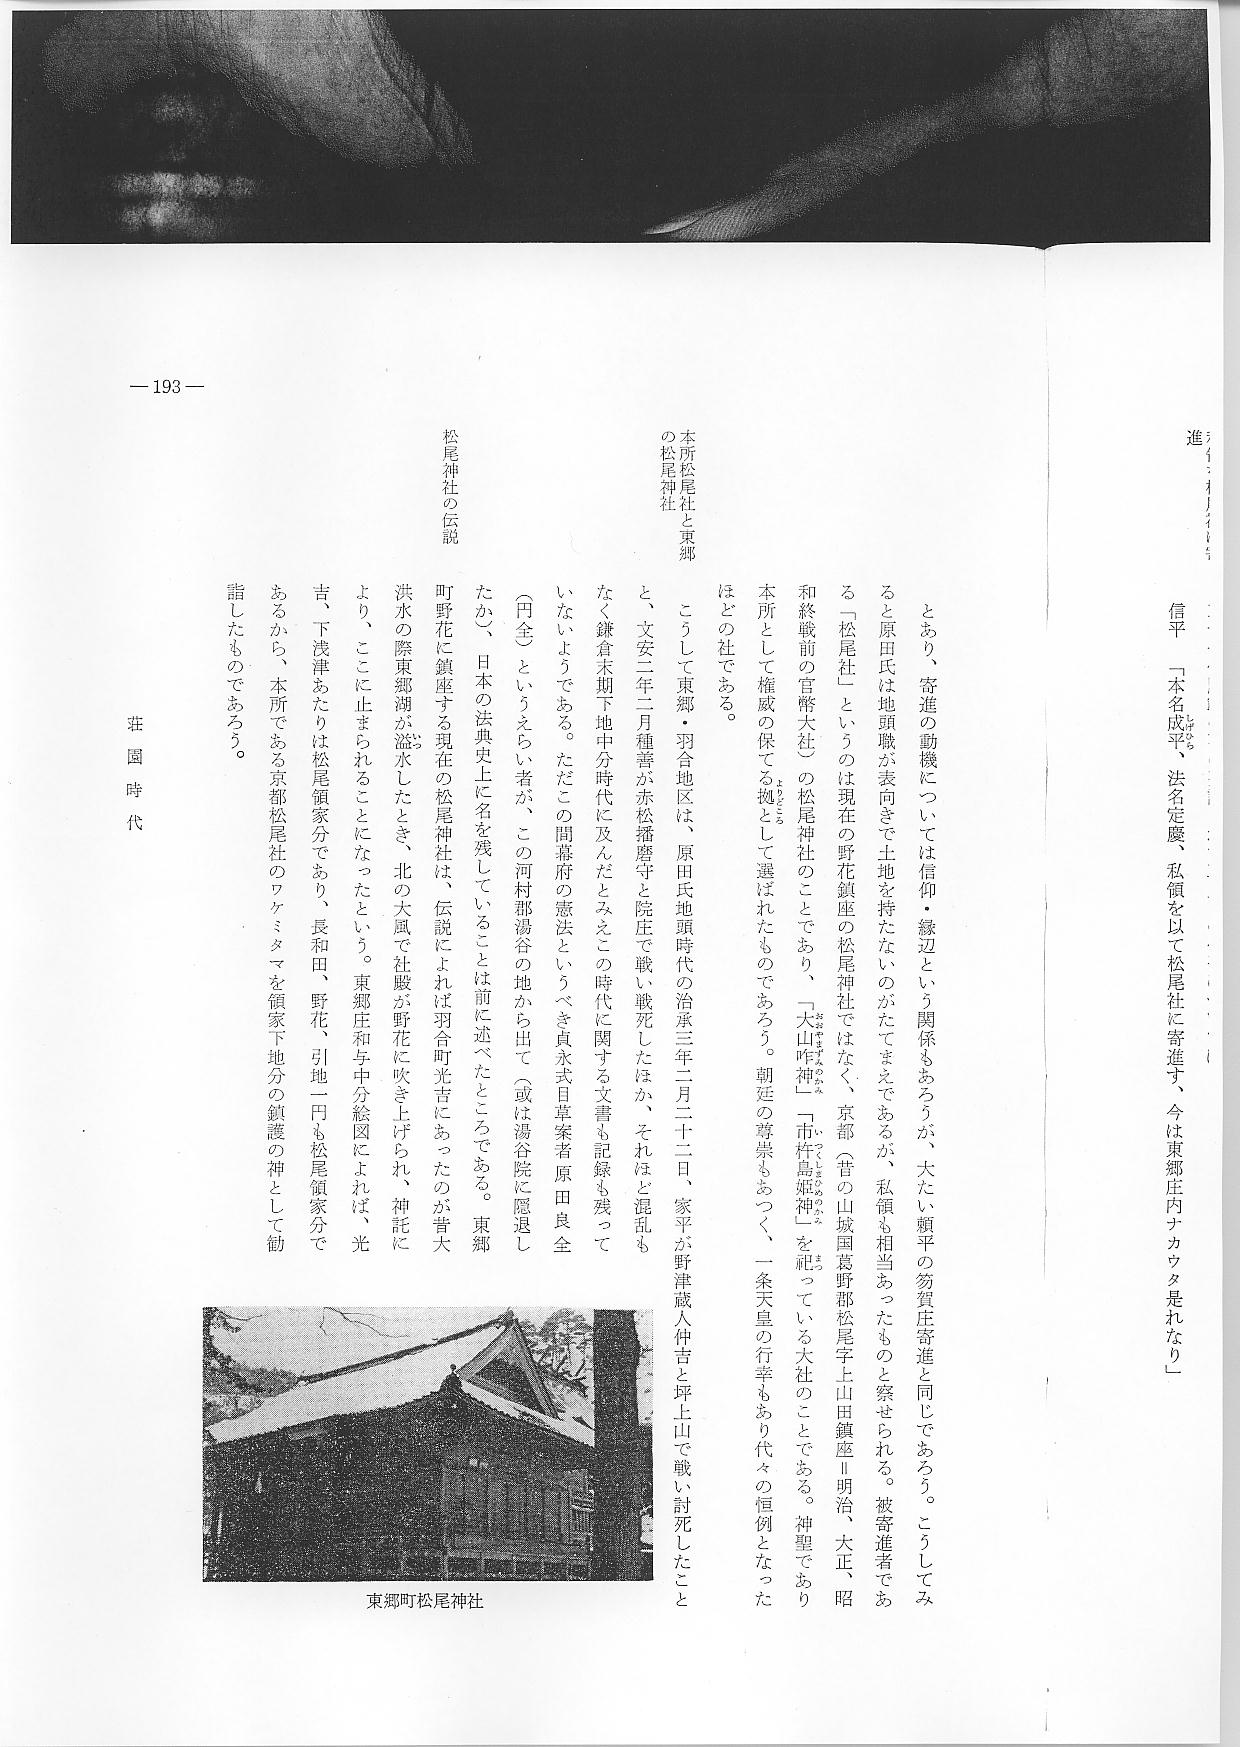 進
信平　「本名成平、法名定慶、私領を以て松尾社に寄進す、今は東郷庄内ナカウタ是れなり」
しげひら
とあり、寄進の動機については信仰・縁辺という関係もあろうが、大たい頼平の笏賀庄寄進と同じであろう。こうしてみ
ると原田氏は地頭職が表向きで土地を持たないのがたてまえであるが、私領も相当あったものと察せられる。被寄進者であ
る「松尾社」というのは現在の野花鎮座の松尾神社ではなく、京都（昔の山城国葛野郡松尾字上山田鎮座＝明治、大正、昭
和終戦前の官幣大社）の松尾神社のことであり、「大山咋神」「市杵島姫神」を祀っている大社のことである。神聖であり
おおやまずみのかみ
いつくしまひめのかみ
まつ
本所として権威の保てる拠として選ばれたものであろう。朝廷の尊崇もあつく、一条天皇の行幸もあり代々の恒例となった
よりどころ
ほどの社である。
本所松尾社と東郷
の松尾神社
こうして東郷・羽合地区は、原田氏地頭時代の治承三年二月二十二日、家平が野津蔵人仲吉と坪上山で戦い討死したこと
と、文安二年二月種善が赤松播磨守と院庄で戦い戦死したほか、それほど混乱も
なく鎌倉末期下地中分時代に及んだとみえこの時代に関する文書も記録も残って
いないようである。ただこの間幕府の憲法というべき貞永式目草案者原田良全
（円全）というえらい者が、この河村郡湯谷の地から出て（或は湯谷院に隠退し
たか）、日本の法典史上に名を残していることは前に述べたところである。東郷
松尾神社の伝説
町野花に鎮座する現在の松尾神社は、伝説によれば羽合町光吉にあったのが昔大
洪水の際東郷湖が溢水したとき、北の大風で社殿が野花に吹き上げられ、神託に
いつ
より、ここに止まられることになったという。東郷庄和与中分絵図によれば、光
吉、下浅津あたりは松尾領家分であり、長和田、野花、引地一円も松尾領家分で
あるから、本所である京都松尾社のワケミタマを領家下地分の鎮護の神として勧
請したものであろう。
東郷町松尾神社
荘園時代
—193—